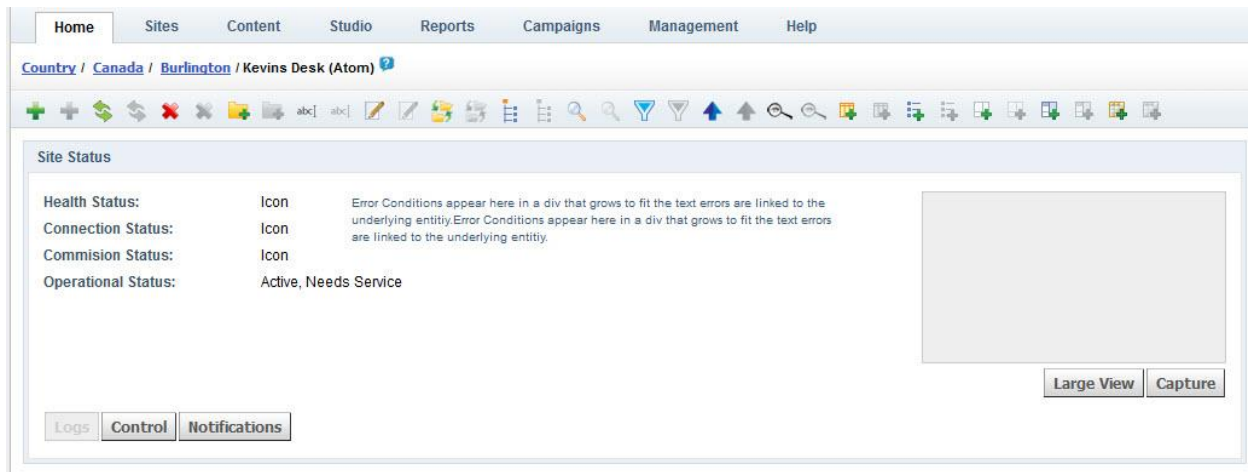 Home Sites Content Studio Reports Campaigns Management Help
Country / Canada / Burlington / Kevins Desk (Atom) ?
abc abc
Site Status
Health Status: Icon
Connection Status: Icon
Commision Status: Icon
Operational Status: Active, Needs Service
Error Conditions appear here in a div that grows to fit the text errors are linked to the
underlying entitiy.Error Conditions appear here in a div that grows to fit the text errors
are linked to the underlying entitiy.
Large View Capture
Logs Control Notifications